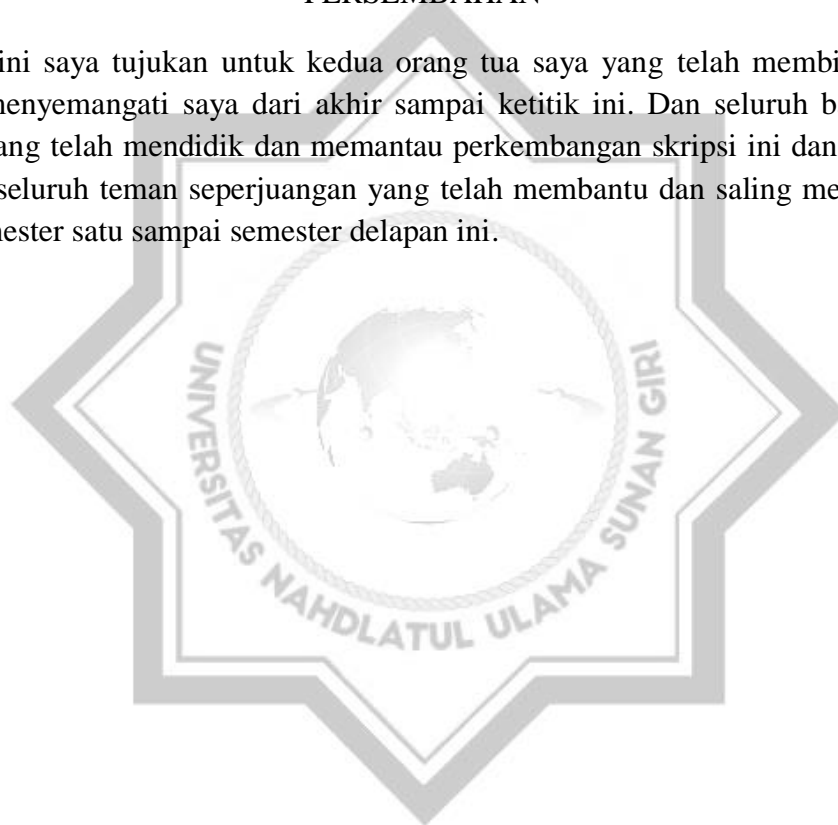 PERSEMBAHAN
ini saya tujukan untuk kedua orang tua saya yang telah membi
menyemangati saya dari akhir sampai ketitik ini. Dan seluruh b
ang telah mendidik dan memantau perkembangan skripsi ini dan
seluruh teman seperjuangan yang telah membantu dan saling me
mester satu sampai semester delapan ini.
UNIVERSITAS NAHDLATUL ULAMA SUNAN GIRI